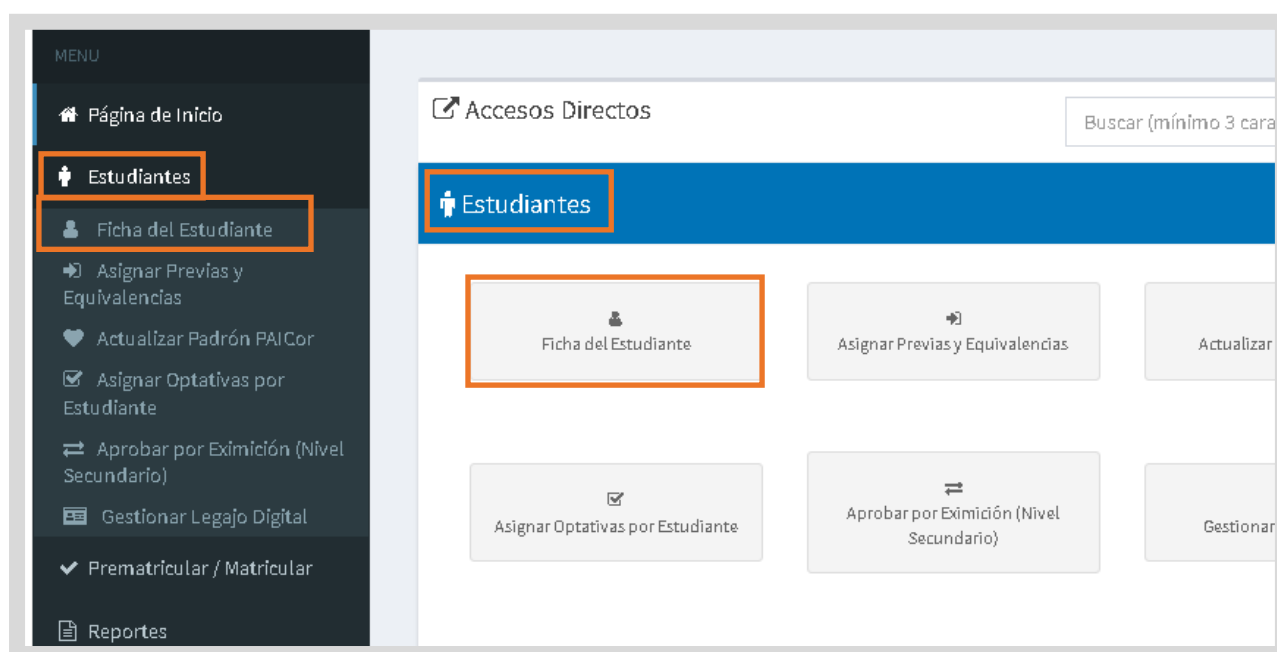 MENU
Página de Inicio
Estudiantes
Ficha del Estudiante
Asignar Previas y
Equivalencias
Actualizar Padrón PAICor
Asignar Optativas por
Estudiante
Aprobar por Eximición (Nivel
Secundario)
Gestionar Legajo Digital
Prematricular / Matricular
Reportes
Accesos Directos
Buscar (mínimo 3 cara
Estudiantes
Ficha del Estudiante
Asignar Previas y Equivalencias
Actualizar
Asignar Optativas por Estudiante
Aprobar por Eximición (Nivel
Secundario)
Gestionar